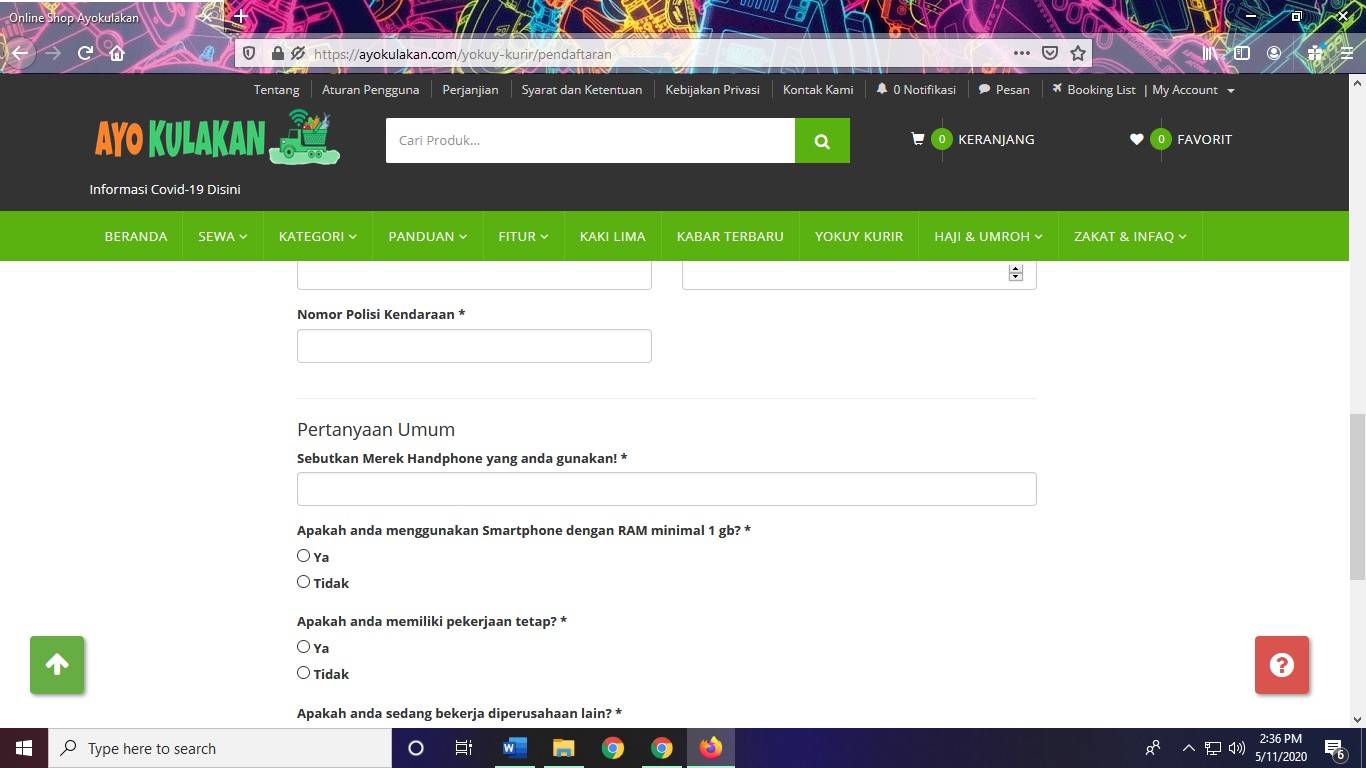 Online Shop Ayokulakan
https://ayokulakan.com/yokuy-kurir/pendaftaran
Tentang Aturan Pengguna Perjanjian Syarat dan Ketentuan Kebijakan Privasi Kontak Kami 0 Notifikasi Pesan Booking List | My Account
AYO KULAKAN
Cari Produk...
0 KERANJANG
0 FAVORIT
Informasi Covid-19 Disini
BERANDA SEWA KATEGORI PANDUAN FITUR KAKI LIMA KABAR TERBARU YOKUY KURIR HAJI & UMROH ZAKAT & INFAQ
Nomor Polisi Kendaraan *
Pertanyaan Umum
Sebutkan Merek Handphone yang anda gunakan! *
Apakah anda menggunakan Smartphone dengan RAM minimal 1 gb? *
Ya
Tidak
Apakah anda memiliki pekerjaan tetap? *
Ya
Tidak
Apakah anda sedang bekerja diperusahaan lain? *
Type here to search
2:36 PM
5/11/2020
6